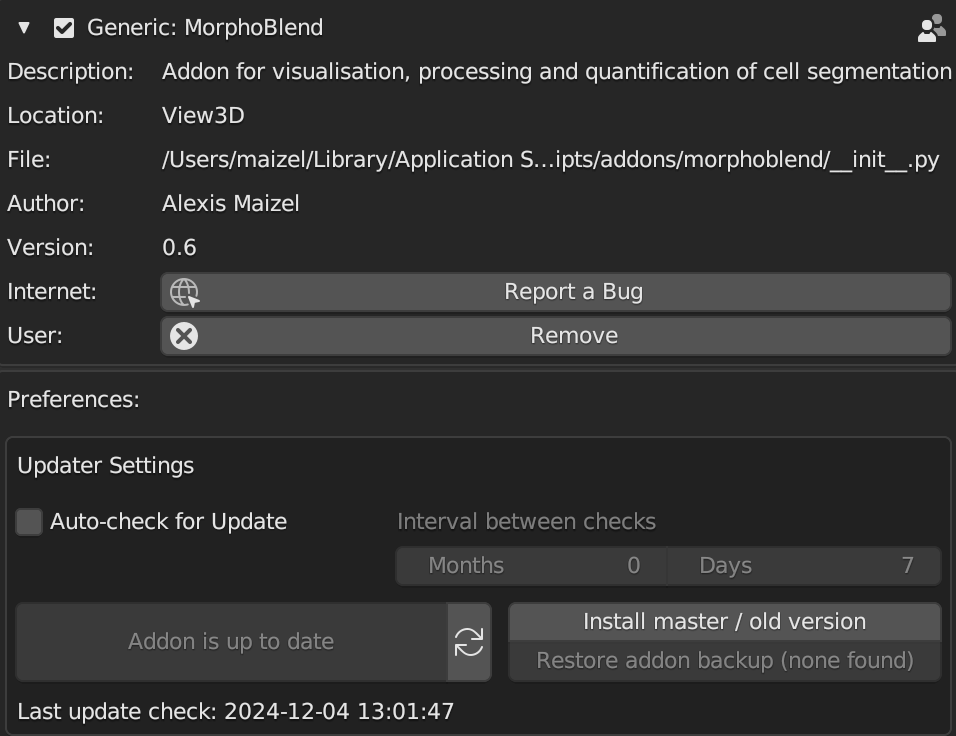 Generic: MorphoBlend
Description: Addon for visualisation, processing and quantification of cell segmentation
Location: View3D
File: /Users/maizel/Library/Application S...ipts/addons/morphoblend/__init__.py
Author: Alexis Maizel
Version: 0.6
Internet: Report a Bug
User: Remove
Preferences:
Updater Settings
Auto-check for Update Interval between checks
Months 0 Days 7
Addon is up to date
Install master / old version
Restore addon backup (none found)
Last update check: 2024-12-04 13:01:47